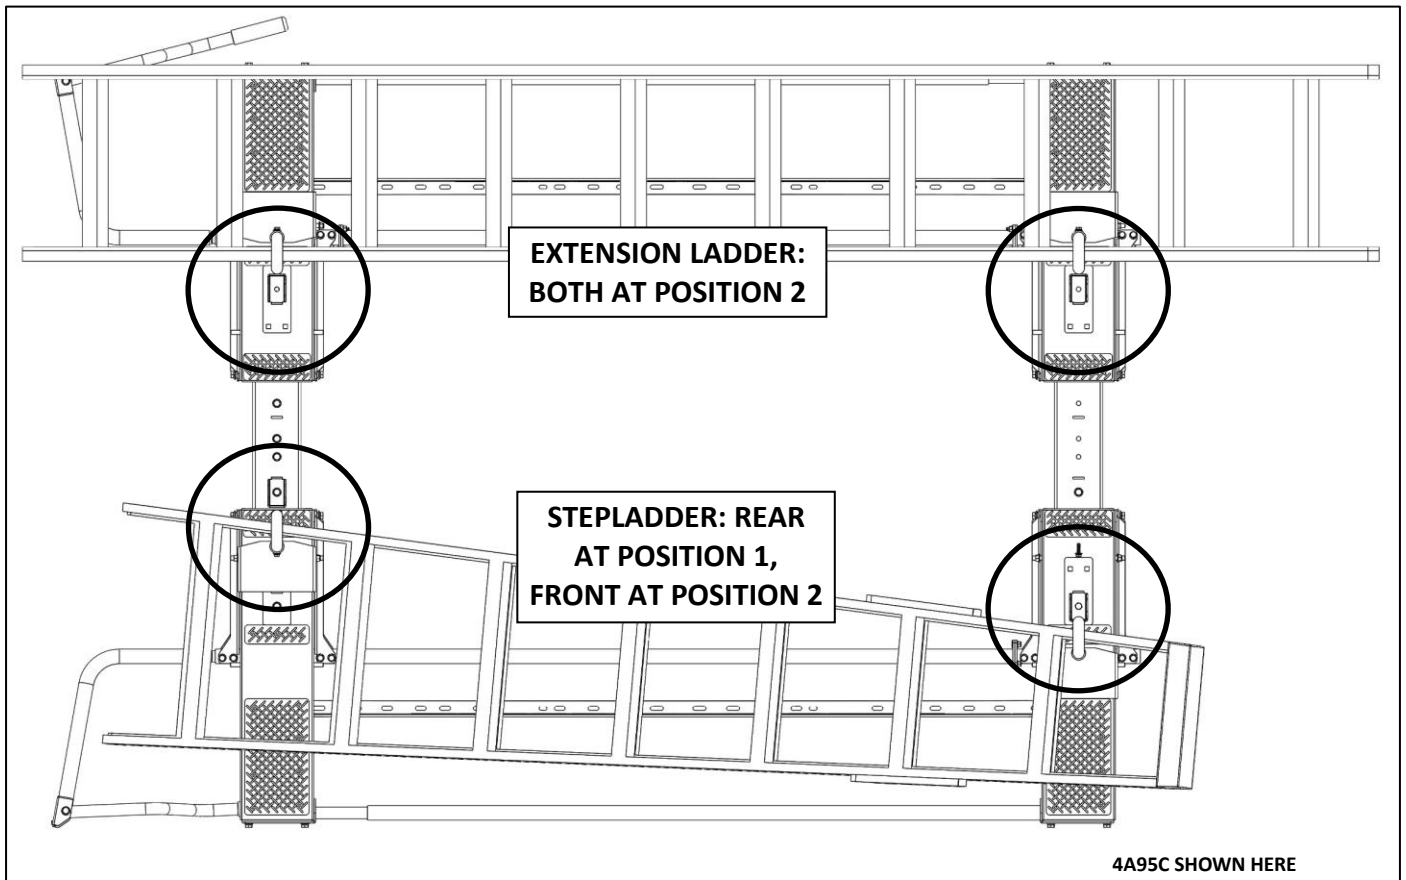 EXTENSION LADDER:
BOTH AT POSITION 2
STEPLADDER: REAR
AT POSITION 1,
FRONT AT POSITION 2
4A95C SHOWN HERE